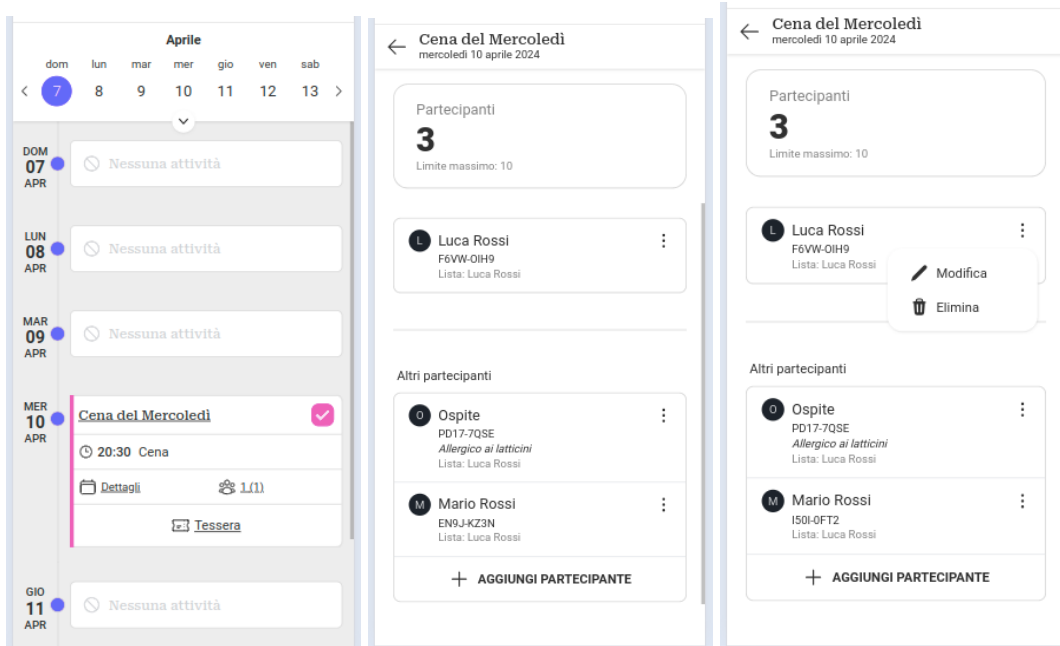 Aprile
dom lun mar mer gio ven sab
7 8 9 10 11 12 13
DOM
07
APR
Nessuna attività
LUN
08
APR
Nessuna attività
MAR
09
APR
Nessuna attività
MER
10
APR
Cena del Mercoledì
20:30 Cena
Dettagli
1 (1)
Tessera
GIO
11
APR
Nessuna attività
Cena del Mercoledì
mercoledì 10 aprile 2024
Partecipanti
3
Limite massimo: 10
L
Luca Rossi
F6VW-OIH9
Lista: Luca Rossi
Altri partecipanti
O
Ospite
PD17-7QSE
Allergico ai latticini
Lista: Luca Rossi
M
Mario Rossi
EN9J-KZ3N
Lista: Luca Rossi
AGGIUNGI PARTECIPANTE
Cena del Mercoledì
mercoledì 10 aprile 2024
Partecipanti
3
Limite massimo: 10
L
Luca Rossi
F6VW-OIH9
Lista: Luca Rossi
Modifica
Elimina
Altri partecipanti
O
Ospite
PD17-7QSE
Allergico ai latticini
Lista: Luca Rossi
M
Mario Rossi
I50I-0FT2
Lista: Luca Rossi
AGGIUNGI PARTECIPANTE